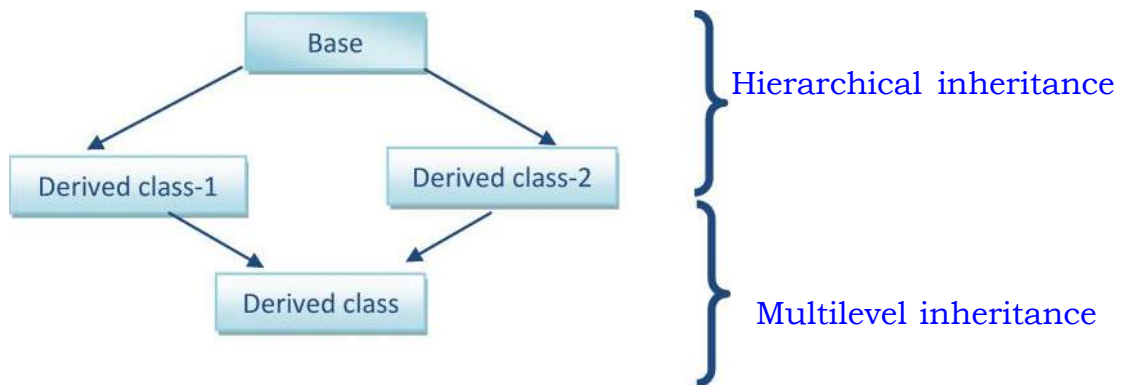 Base
Hierarchical inheritance
Derived class-1
Derived class-2
Derived class
Multilevel inheritance